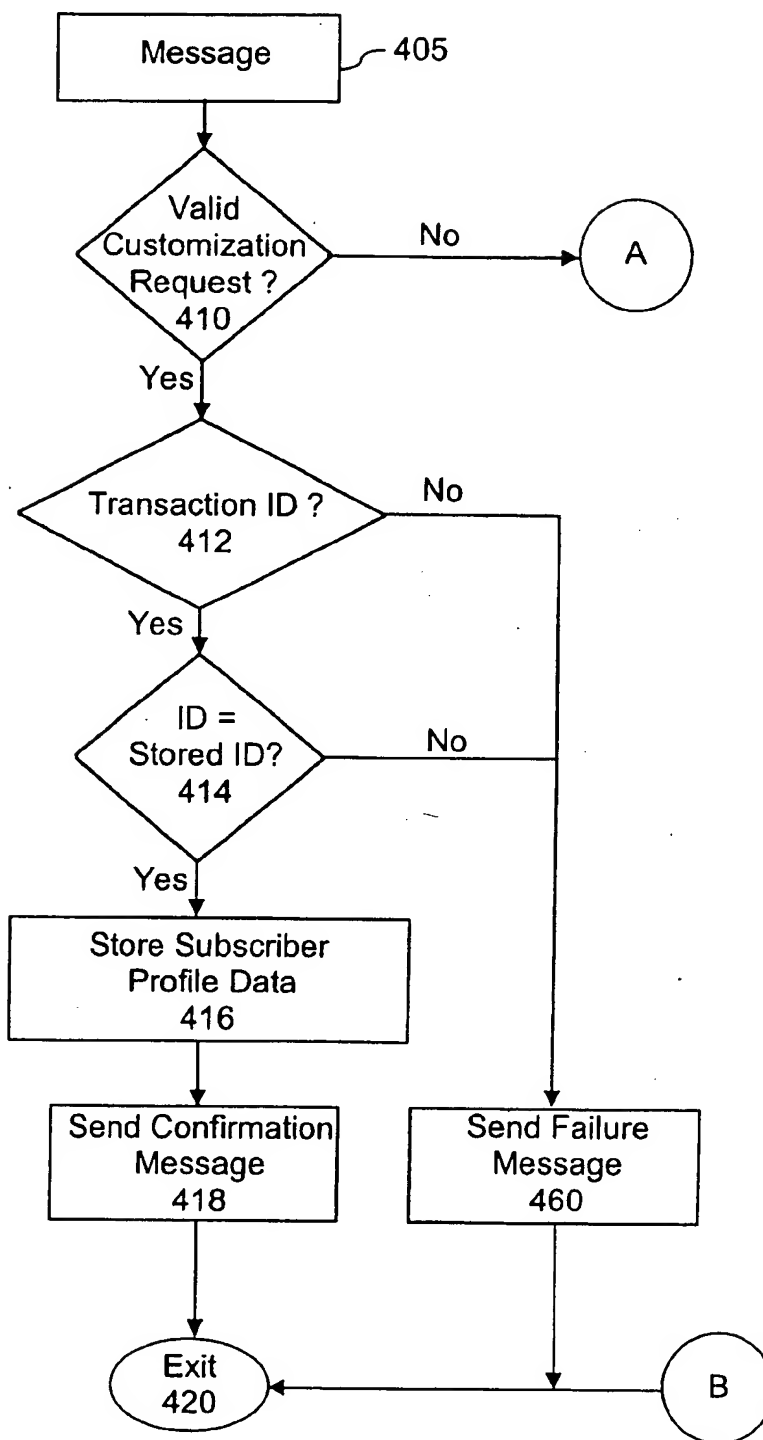 Message
405
Valid
Customization
Request ?
410
No
A
Yes
Transaction ID ?
412
No
Yes
ID =
Stored ID?
414
No
Yes
Store Subscriber
Profile Data
416
Send Confirmation
Message
418
Send Failure
Message
460
Exit
420
B